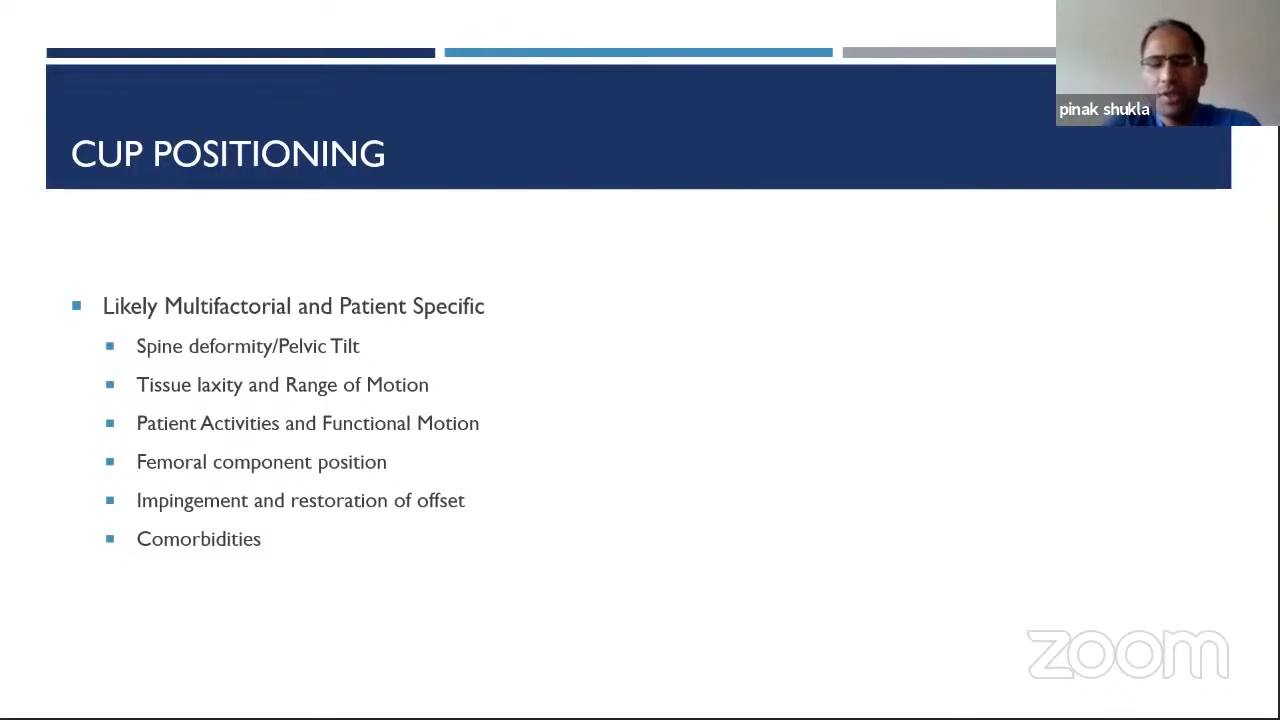 pinak shukla
CUP POSITIONING
Likely Multifactorial and Patient Specific
Spine deformity/Pelvic Tilt
Tissue laxity and Range of Motion
Patient Activities and Functional Motion
Femoral component position
Impingement and restoration of offset
Comorbidities
zoom